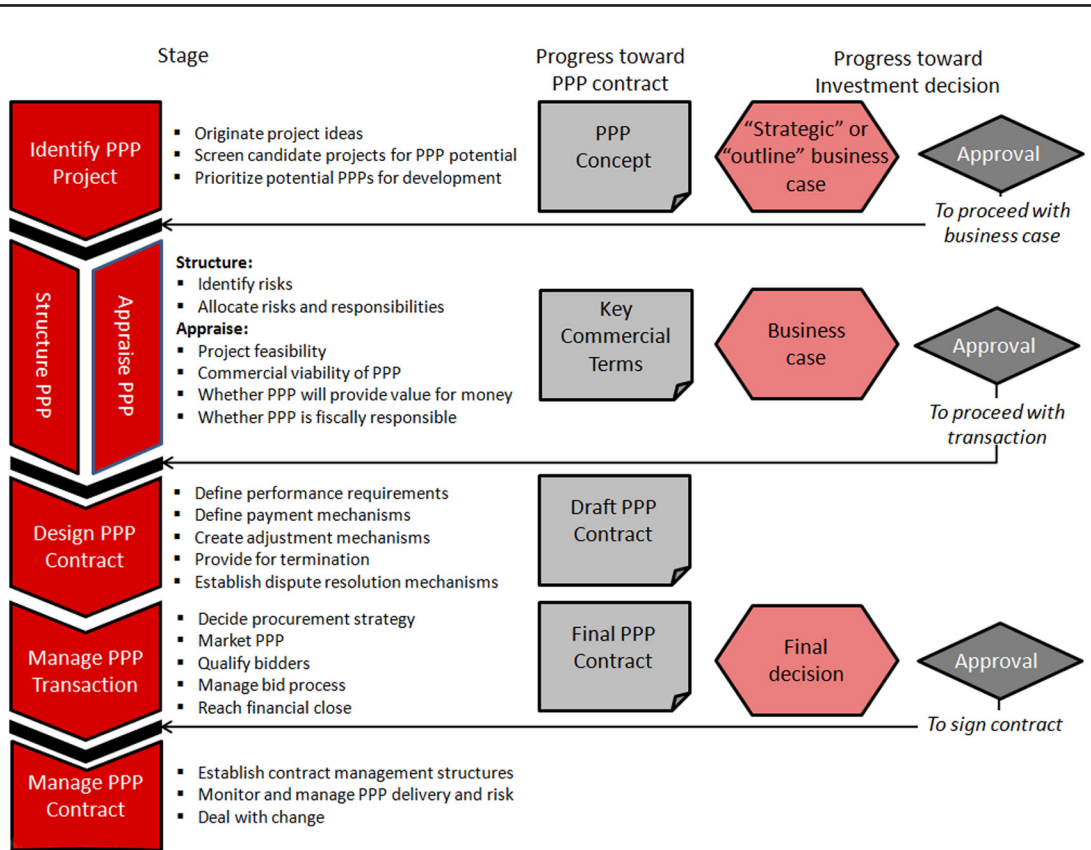 Stage
Progress toward
PPP contract
Progress toward
Investment decision
Identify PPP
Project
▪ Originate project ideas
▪ Screen candidate projects for PPP potential
▪ Prioritize potential PPPs for development
PPP
Concept
“Strategic” or
“outline” business
case
Approval
To proceed with
business case
Structure PPP
Appraise PPP
Structure:
▪ Identify risks
▪ Allocate risks and responsibilities
Appraise:
▪ Project feasibility
▪ Commercial viability of PPP
▪ Whether PPP will provide value for money
▪ Whether PPP is fiscally responsible
Key
Commercial
Terms
Business
case
Approval
To proceed with
transaction
Design PPP
Contract
▪ Define performance requirements
▪ Define payment mechanisms
▪ Create adjustment mechanisms
▪ Provide for termination
▪ Establish dispute resolution mechanisms
Draft PPP
Contract
Manage PPP
Transaction
▪ Decide procurement strategy
▪ Market PPP
▪ Qualify bidders
▪ Manage bid process
▪ Reach financial close
Final PPP
Contract
Final
decision
Approval
To sign contract
Manage PPP
Contract
▪ Establish contract management structures
▪ Monitor and manage PPP delivery and risk
▪ Deal with change